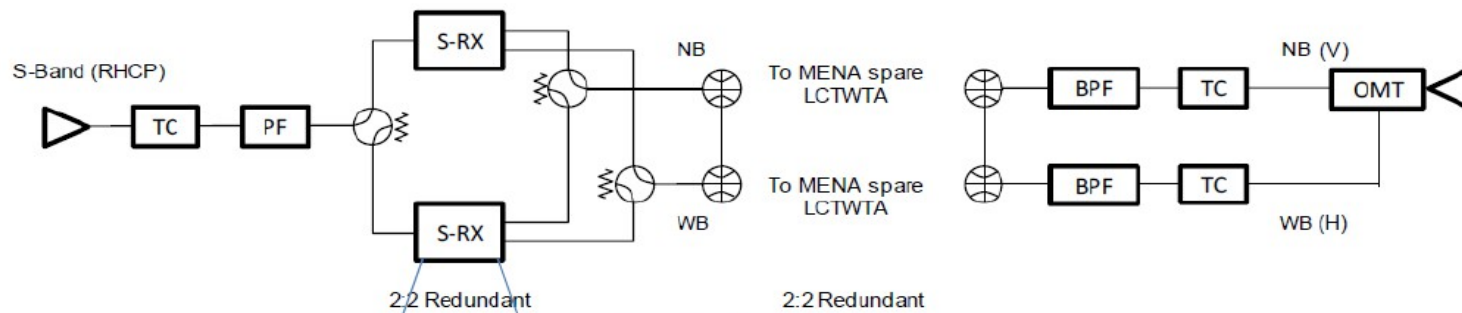 S-Band (RHCP)
TC
PF
S-RX
S-RX
2:2 Redundant
NB
WB
To MENA spare
LCTWTA
To MENA spare
LCTWTA
2:2 Redundant
BPF
TC
NB (V)
OMT
BPF
TC
WB (H)